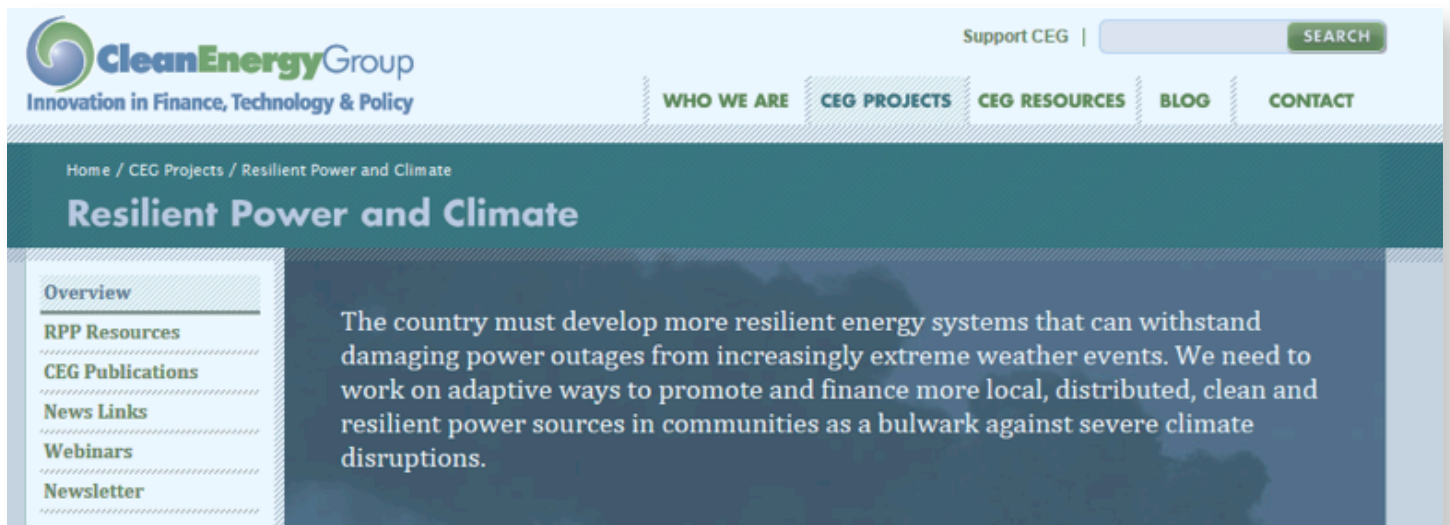 Support CEG |
SEARCH
CleanEnergyGroup
Innovation in Finance, Technology & Policy
WHO WE ARE
CEG PROJECTS
CEG RESOURCES
BLOG
CONTACT
Home / CEG Projects / Resilient Power and Climate
Resilient Power and Climate
Overview
RPP Resources
CEG Publications
News Links
Webinars
Newsletter
The country must develop more resilient energy systems that can withstand
damaging power outages from increasingly extreme weather events. We need to
work on adaptive ways to promote and finance more local, distributed, clean and
resilient power sources in communities as a bulwark against severe climate
disruptions.